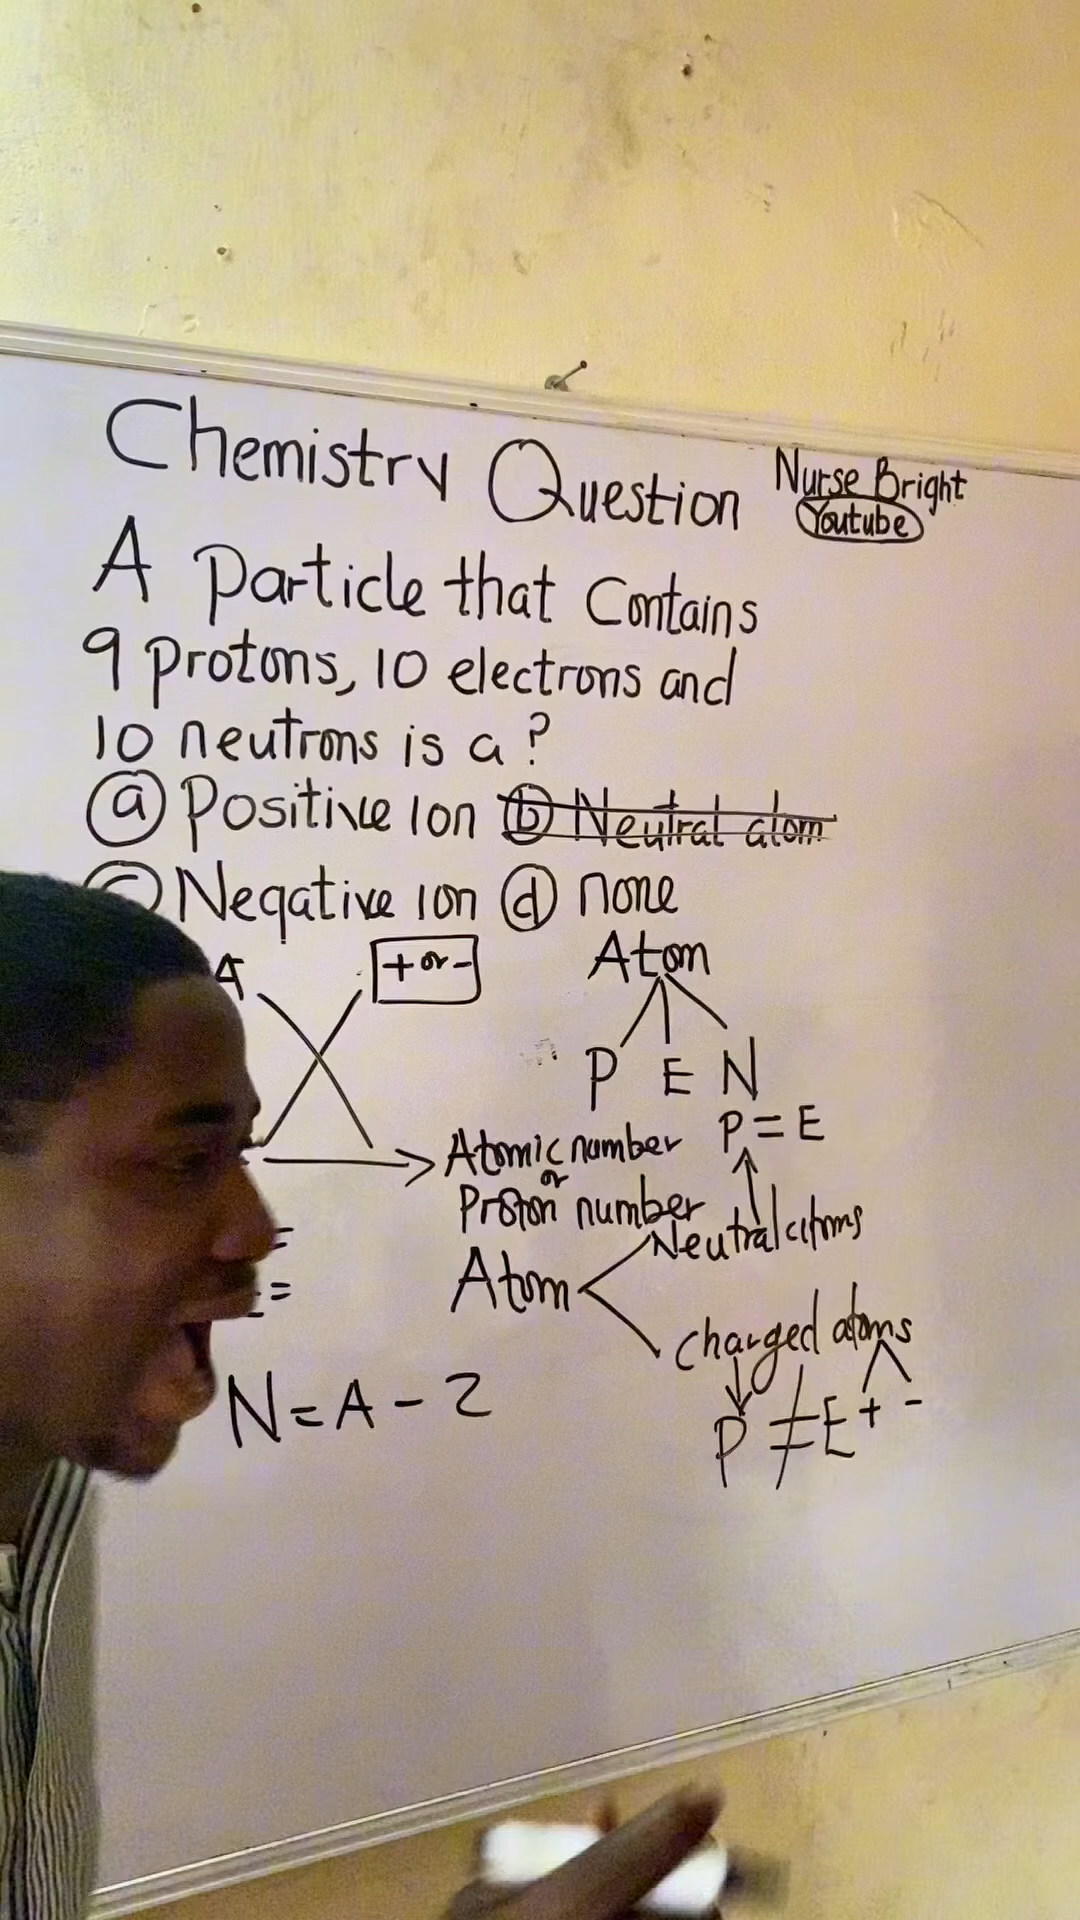 Chemistry Question
Nurse Bright
Youtube
A Particle that Contains
9 Protons, 10 electrons and
10 neutrons is a ?
(a) Positive ion (b) Neutral atom
Negative ion (d) none
A + or -
Atom
P E N
P = E
Atomic number
or
Proton number
Neutral atoms
Atom
Charged atoms
P ≠ E + -
=
=
N = A - Z